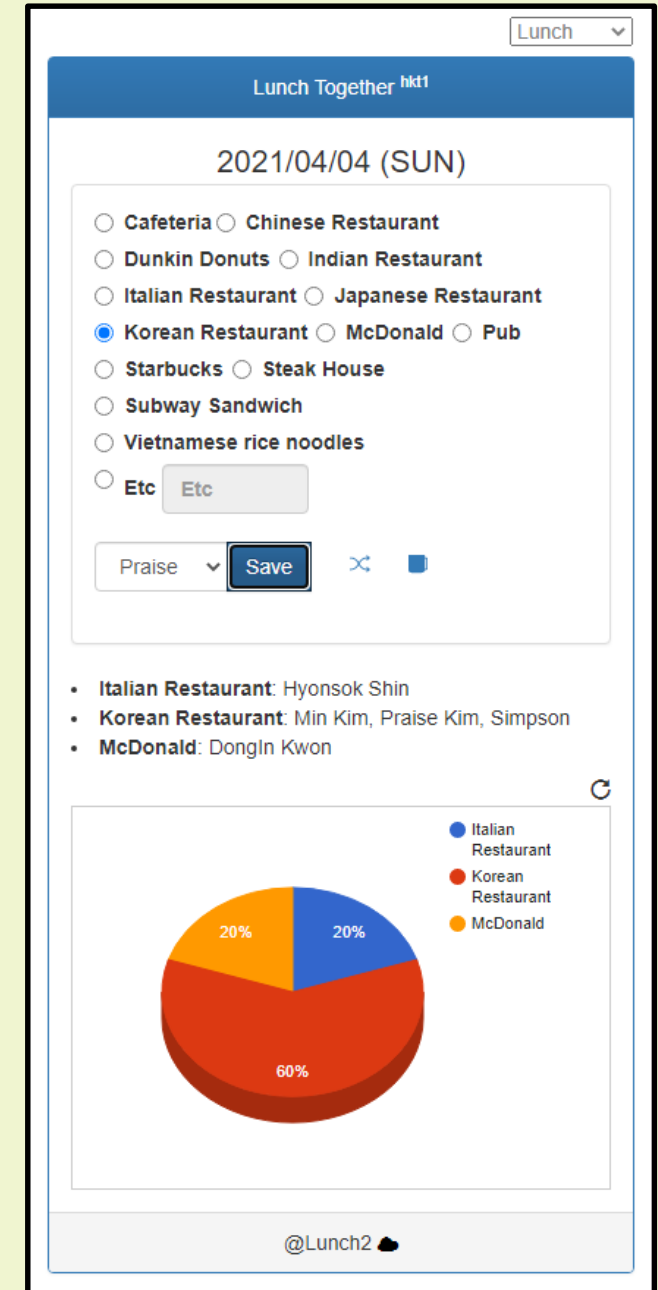 Lunch
Lunch Together hkt1
2021/04/04 (SUN)
Cafeteria Chinese Restaurant
Dunkin Donuts Indian Restaurant
Italian Restaurant Japanese Restaurant
Korean Restaurant McDonald Pub
Starbucks Steak House
Subway Sandwich
Vietnamese rice noodles
Etc Etc
Praise Save
• Italian Restaurant: Hyonsok Shin
• Korean Restaurant: Min Kim, Praise Kim, Simpson
• McDonald: DongIn Kwon
Italian
Restaurant
Korean
Restaurant
McDonald
20% 20%
60%
@Lunch2